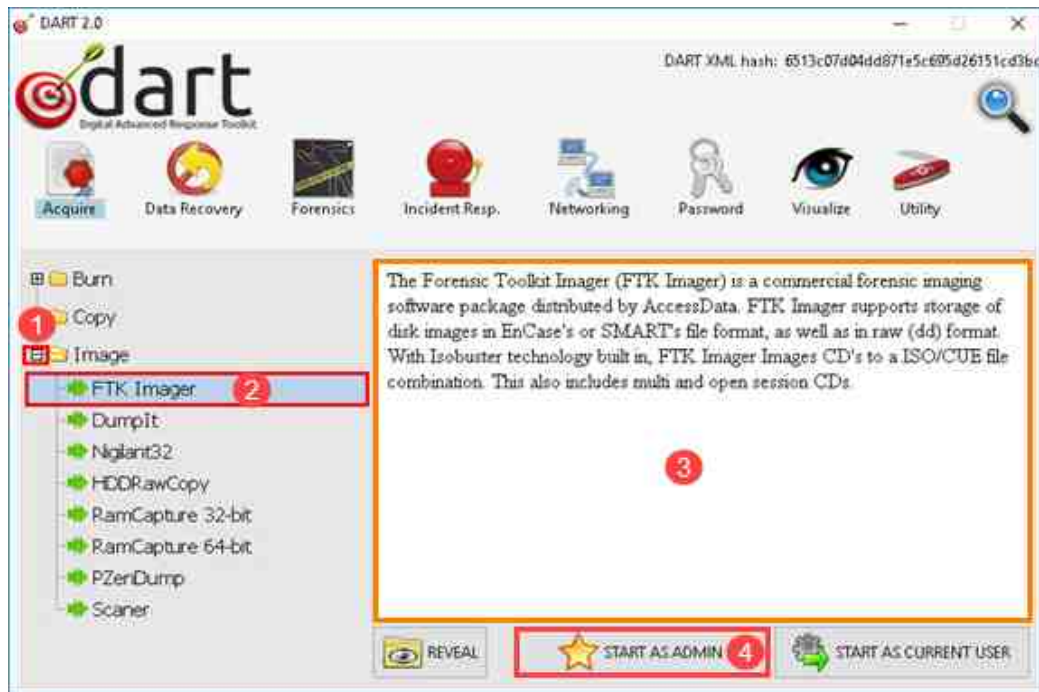 DART 2.0
DART XML hash: 6513c07d04dd871e5c695d26151cd3bc
dart
Digital Advanced Response Toolkit
Acquire Data Recovery Forensics Incident Resp. Networking Password Visualize Utility
Burn
Copy
1
Image
FTK Imager 2
DumpIt
Nigilant32
HDDRawCopy
RamCapture 32-bit
RamCapture 64-bit
PZenDump
Scaner
The Forensic Toolkit Imager (FTK Imager) is a commercial forensic imaging
software package distributed by AccessData. FTK Imager supports storage of
disk images in EnCase's or SMART's file format, as well as in raw (dd) format.
With Isobuster technology built in, FTK Imager Images CD's to a ISO/CUE file
combination. This also includes multi and open session CDs.
3
REVEAL START AS ADMIN 4 START AS CURRENT USER